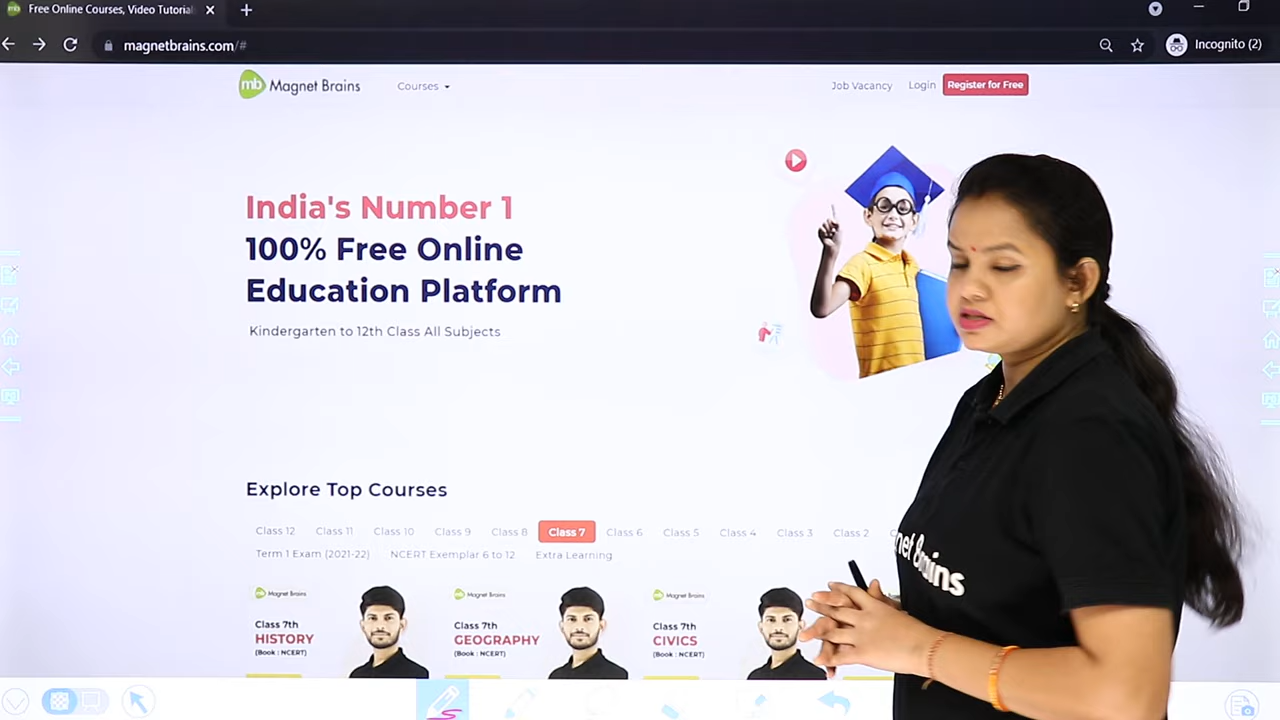 Free Online Courses, Video Tutorial
magnetbrains.com/#
Incognito (2)
mb Magnet Brains
Courses
Job Vacancy
Login
Register for Free
India's Number 1
100% Free Online
Education Platform
Kindergarten to 12th Class All Subjects
Explore Top Courses
Class 12 Class 11 Class 10 Class 9 Class 8 Class 7 Class 6 Class 5 Class 4 Class 3 Class 2
Term 1 Exam (2021-22) NCERT Exemplar 6 to 12 Extra Learning
Magnet Brains
Class 7th
HISTORY
(Book : NCERT)
Magnet Brains
Class 7th
GEOGRAPHY
(Book : NCERT)
Magnet Brains
Class 7th
CIVICS
(Book : NCERT)
net Brains